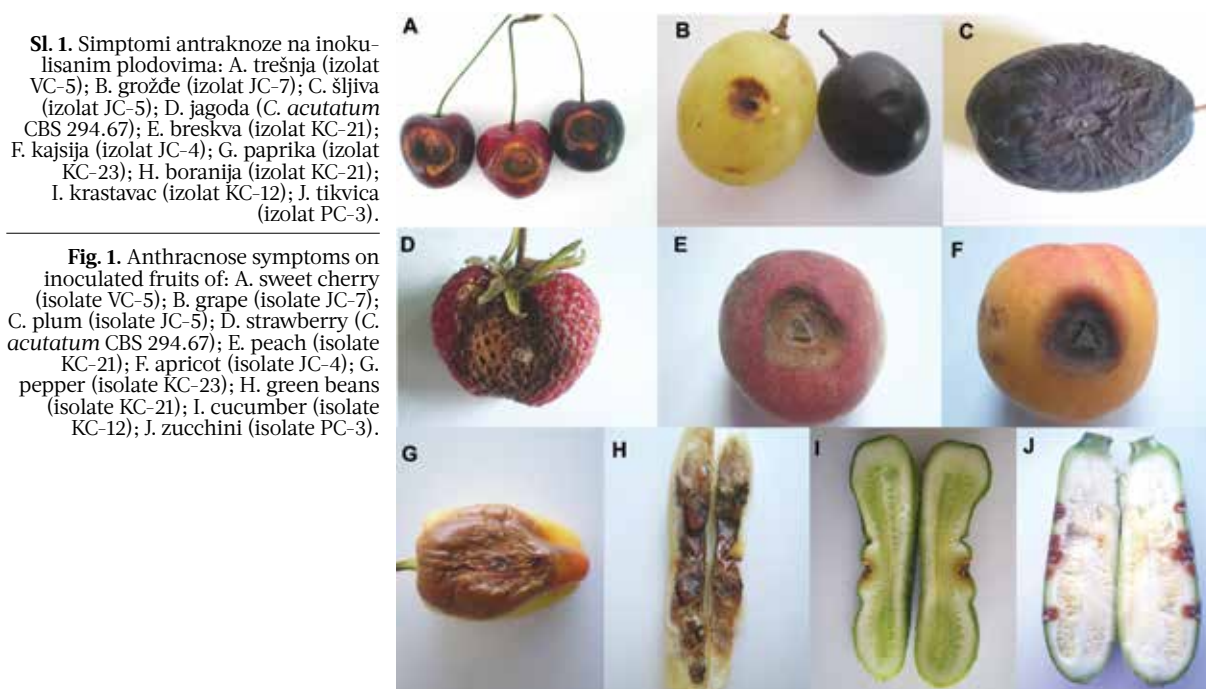 Sl. 1. Simptomi antraknoze na inoku-
lisanim plodovima: A. trešnja (izolat
VC-5); B. grožđe (izolat JC-7); C. šljiva
(izolat JC-5); D. jagoda (C. acutatum
CBS 294.67); E. breskva (izolat KC-21);
F. kajsija (izolat JC-4); G. paprika (izolat
KC-23); H. boranija (izolat KC-21);
I. krastavac (izolat KC-12); J. tikvica
(izolat PC-3).
Fig. 1. Anthracnose symptoms on
inoculated fruits of: A. sweet cherry
(isolate VC-5); B. grape (isolate JC-7);
C. plum (isolate JC-5); D. strawberry (C.
acutatum CBS 294.67); E. peach (isolate
KC-21); F. apricot (isolate JC-4); G.
pepper (isolate KC-23); H. green beans
(isolate KC-21); I. cucumber (isolate
KC-12); J. zucchini (isolate PC-3).
A
B
C
D
E
F
G
H
I
J